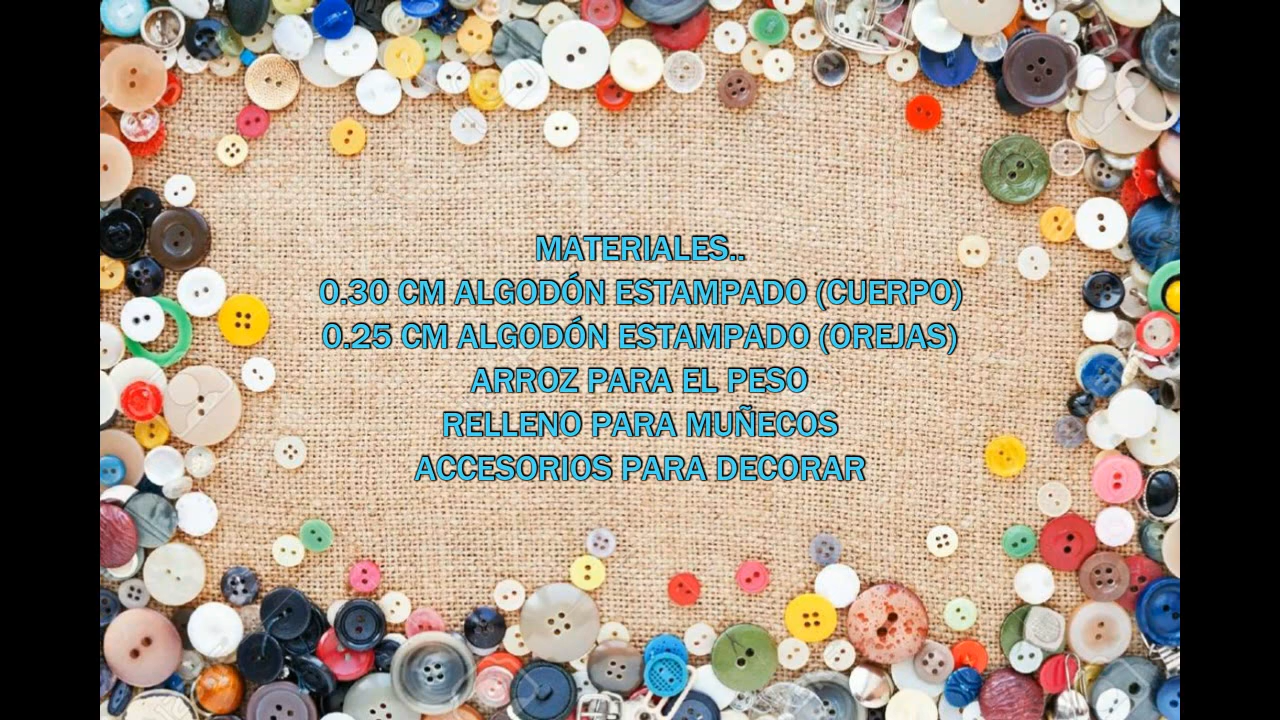 MATERIALES..
0.30 CM ALGODÓN ESTAMPADO (CUERPO)
0.25 CM ALGODÓN ESTAMPADO (OREJAS)
ARROZ PARA EL PESO
RELLENO PARA MUÑECOS
ACCESORIOS PARA DECORAR